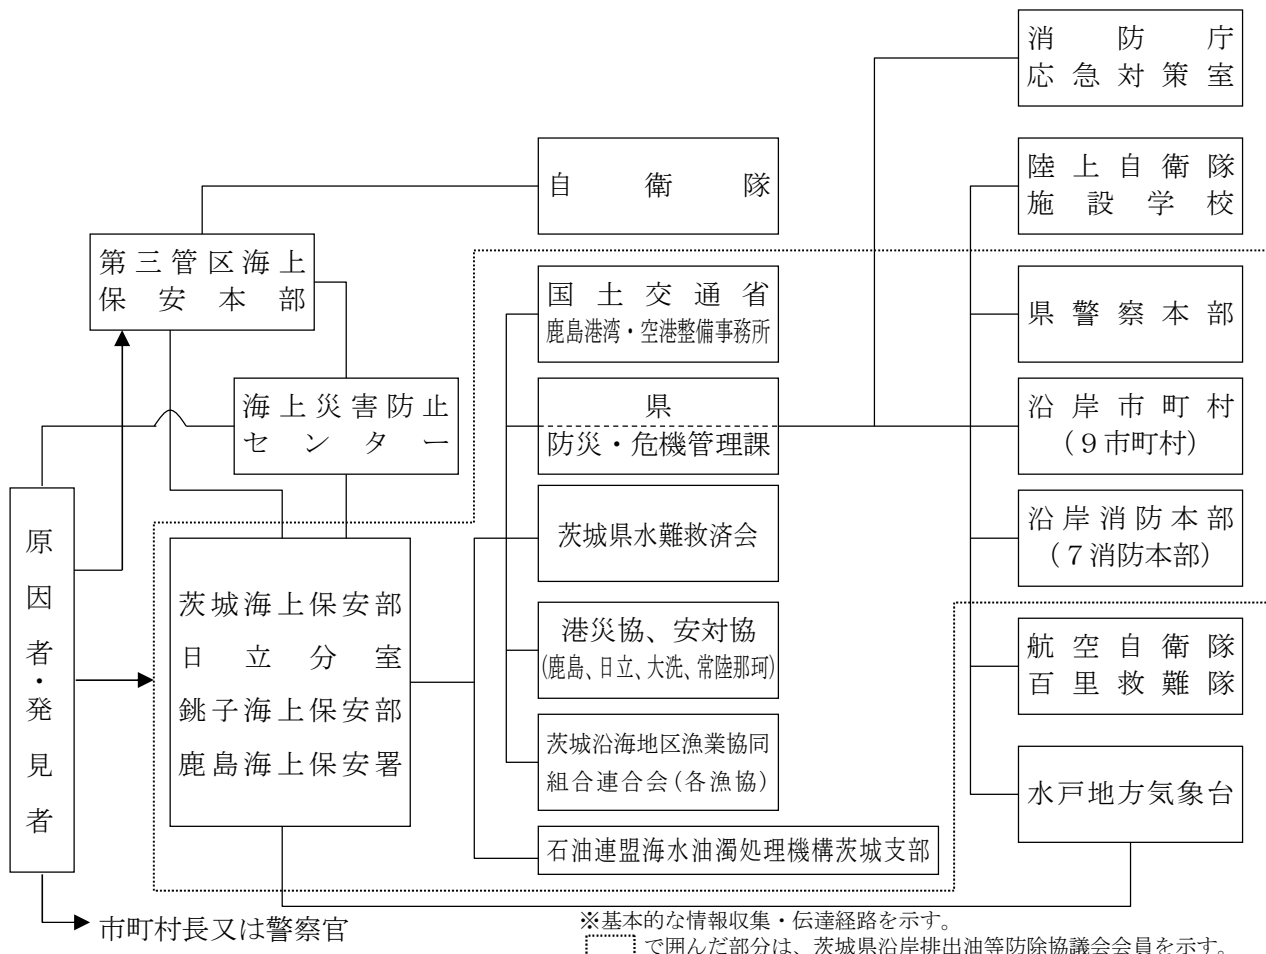 消防庁
応急対策室
自衛隊
陸上自衛隊
施設学校
第三管区海上
保安本部
国土交通省
鹿島港湾・空港整備事務所
県警察本部
海上災害防止
センター
県
防災・危機管理課
沿岸市町村
(9市町村)
原因者・発見者
茨城県水難救済会
沿岸消防本部
(7消防本部)
茨城海上保安部
日立分室
銚子海上保安部
鹿島海上保安署
港災協、安対協
(鹿島、日立、大洗、常陸那珂)
航空自衛隊
百里救難隊
茨城沿海地区漁業協同
組合連合会(各漁協)
水戸地方気象台
石油連盟海水油濁処理機構茨城支部
市町村長又は警察官
※基本的な情報収集・伝達経路を示す。
で囲んだ部分は、茨城県沿岸排出油等防除協議会会員を示す。